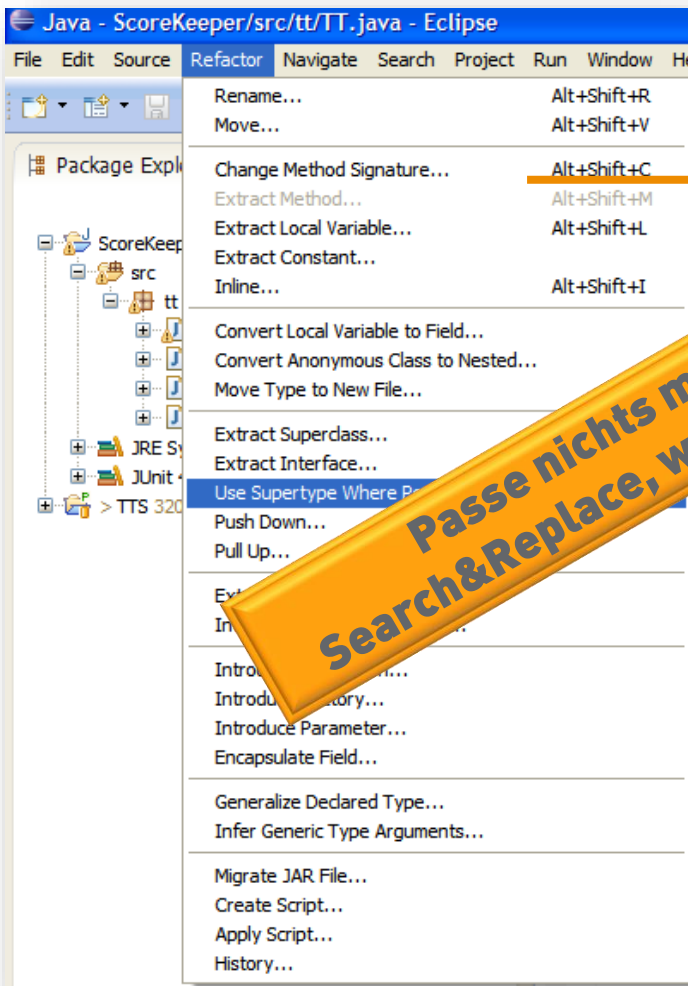 Java - ScoreKeeper/src/tt/TT.java - Eclipse
File Edit Source Refactor Navigate Search Project Run Window
Rename... Alt+Shift+R
Move... Alt+Shift+V
Package
Change Method Signature... Alt+Shift+C
Extract Method... Alt+Shift+M
Extract Local Variable... Alt+Shift+L
Extract Constant...
Inline... Alt+Shift+I
src
tt
Convert Local Variable to Field...
Convert Anonymous Class to Nested...
Move Type to New File...
Extract Superclass...
Extract Interface...
Use Supertype Where
Push Down...
Pull Up...
JRE
JUnit
> TTS 320
Passe nichts
Search&Replace,
Introduce Parameter...
Encapsulate Field...
Generalize Declared Type...
Infer Generic Type Arguments...
Migrate JAR File...
Create Script...
Apply Script...
History...